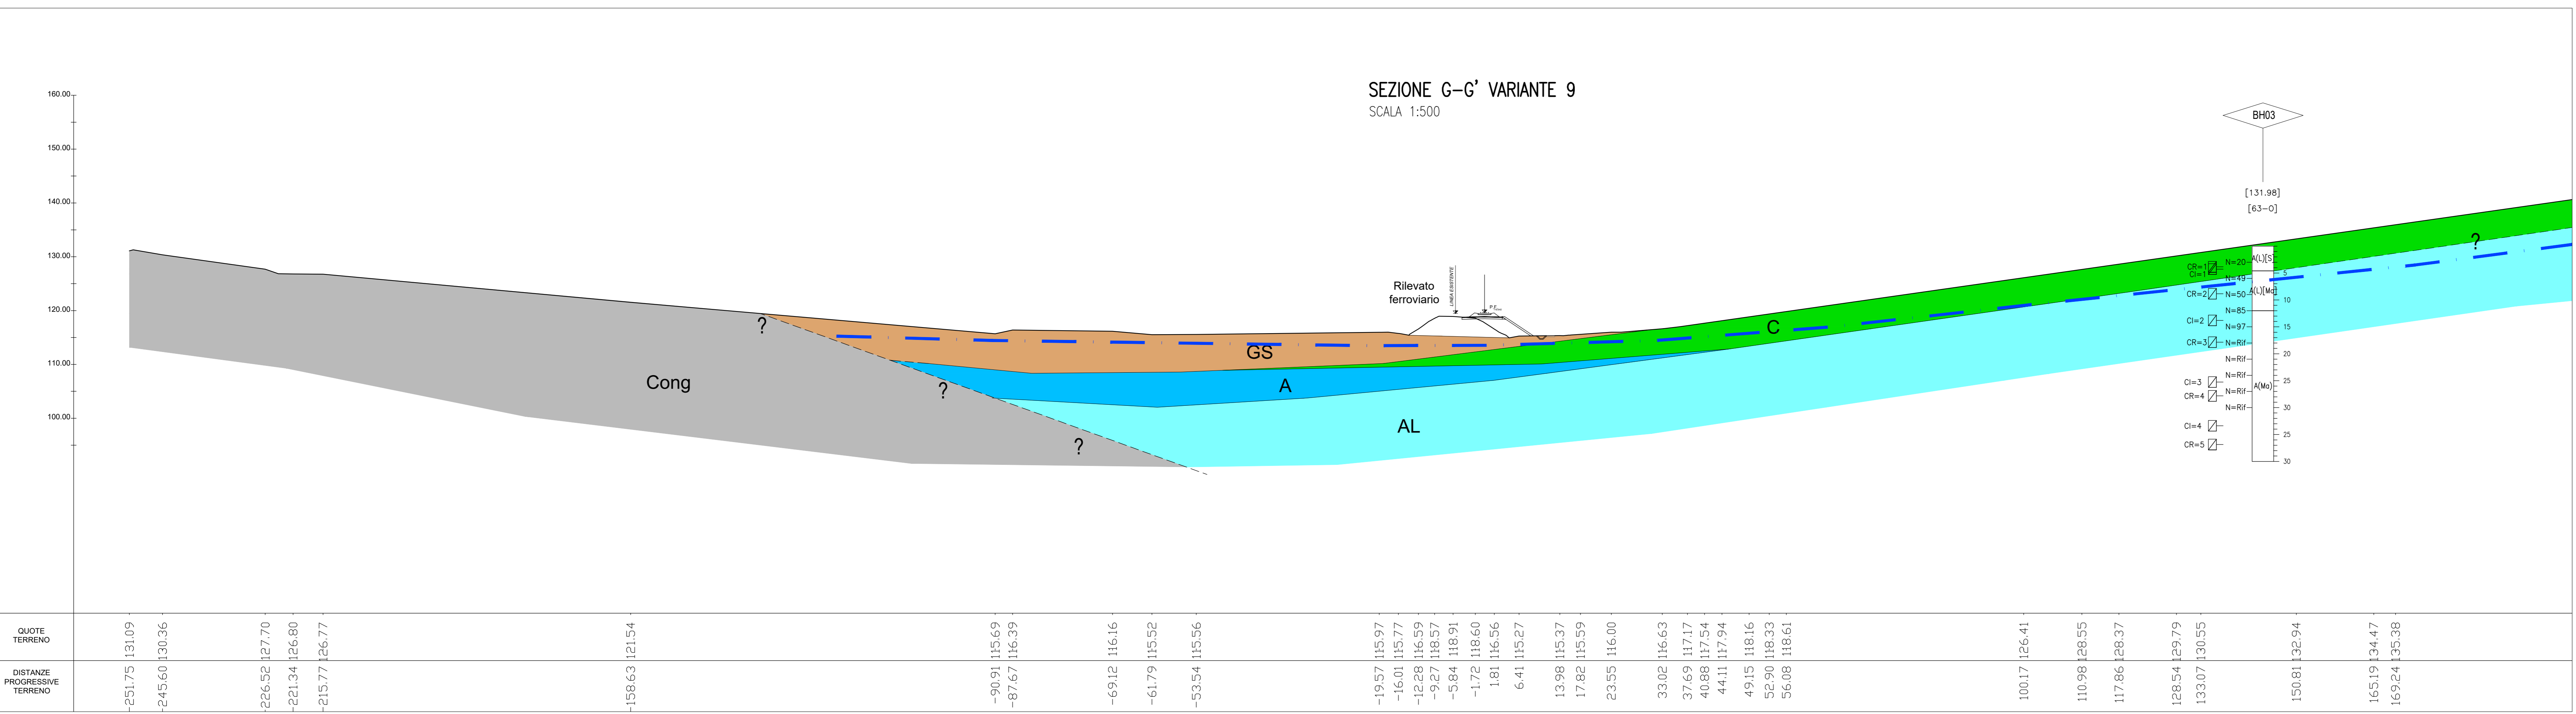 SEZIONE G-G' VARIANTE 9
SCALA 1:500
160.00
150.00
140.00
130.00
120.00
110.00
100.00
BH03
[131.98]
[63-0]
Rilevato
ferroviario
LINEA ESISTENTE
?
?
?
?
Cong
GS
A
AL
C
CR=1
CI=1
CR=2
CI=2
CR=3
CI=3
CR=4
CI=4
CR=5
N=20
N=49
N=50
N=85
N=97
N=Rif
N=Rif
N=Rif
N=Rif
N=Rif
A(L)[S]
A(L)[Ma]
A(Ma)
5
10
15
20
25
30
25
30
QUOTE
TERRENO
131.09 130.36 127.70 126.80 126.77 121.54 115.69 116.39 116.16 115.52 115.56 115.97 115.77 116.59 118.57 118.91 118.60 116.56 115.27 115.37 115.59 116.00 116.63 117.17 117.54 117.94 118.16 118.33 118.61 126.41 128.55 128.37 129.79 130.55 132.94 134.47 135.38
DISTANZE
PROGRESSIVE
TERRENO
-251.75 -245.60 -226.52 -221.34 -215.77 -158.63 -90.91 -87.67 -69.12 -61.79 -53.54 -19.57 -16.01 -12.28 -9.27 -5.84 -1.72 1.81 6.41 13.98 17.82 23.55 33.02 37.69 40.88 44.11 49.15 52.90 56.08 100.17 110.98 117.86 128.54 133.07 150.81 165.19 169.24